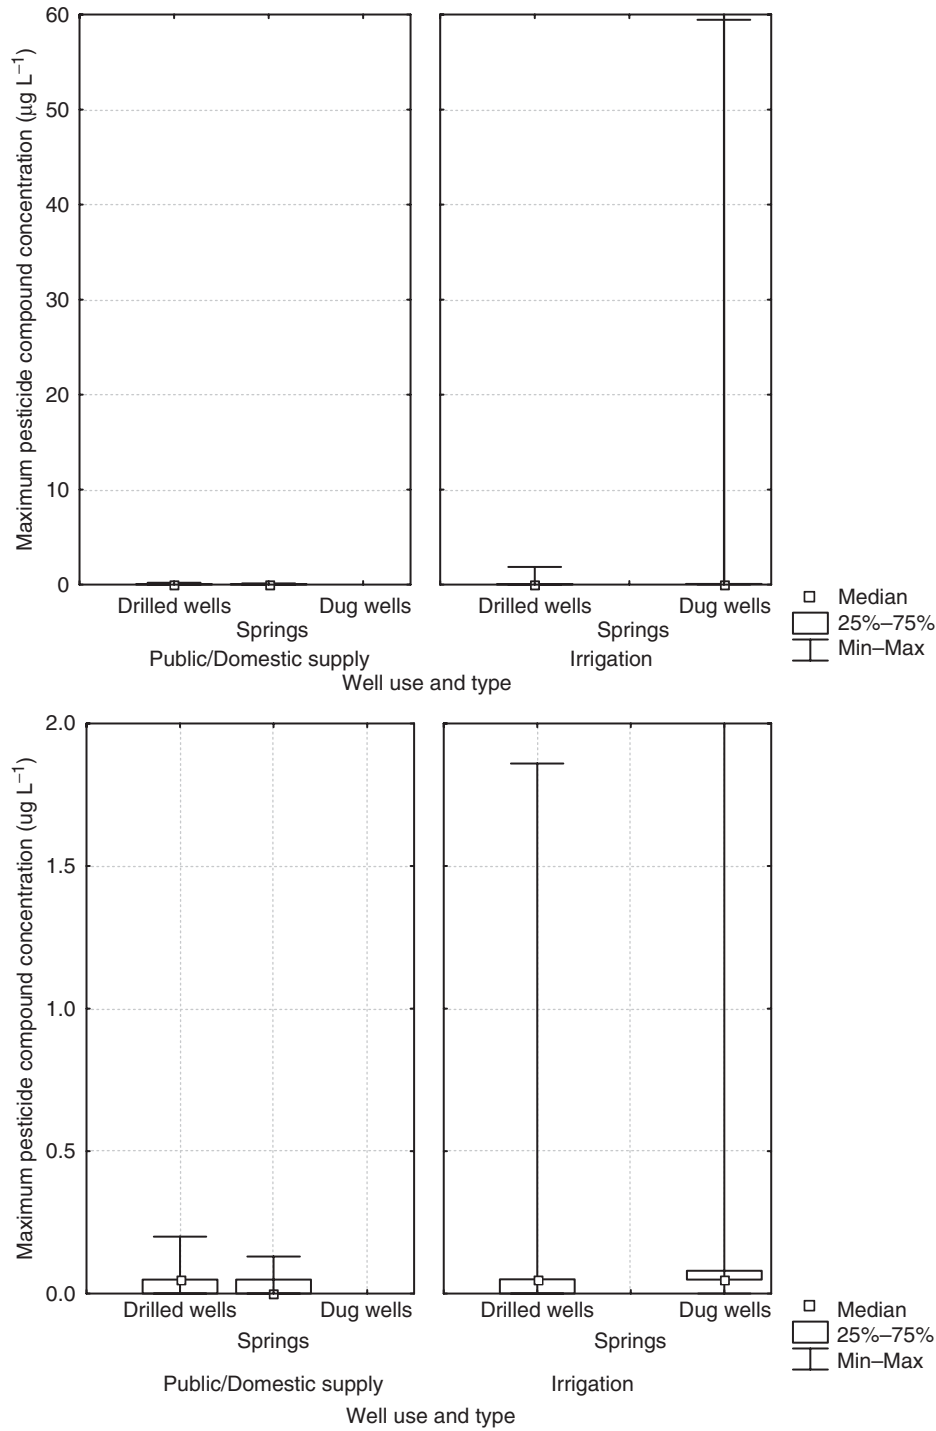 Maximum pesticide compound concentration (µg L⁻¹)
60
50
40
30
20
10
0
Drilled wells
Springs
Dug wells
Public/Domestic supply
Drilled wells
Springs
Dug wells
Irrigation
Well use and type
Median
25%–75%
Min–Max
Maximum pesticide compound concentration (ug L⁻¹)
2.0
1.5
1.0
0.5
0.0
Drilled wells
Springs
Dug wells
Public/Domestic supply
Drilled wells
Springs
Dug wells
Irrigation
Well use and type
Median
25%–75%
Min–Max